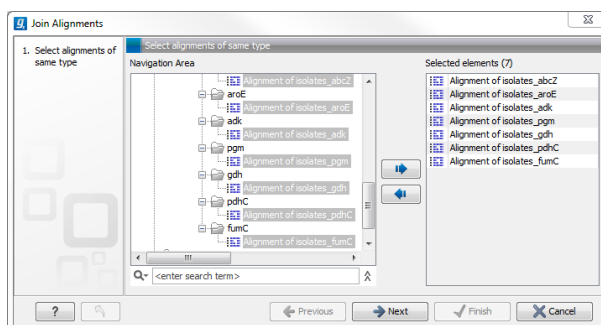 Join Alignments
1. Select alignments of same type
Select alignments of same type
Navigation Area
Alignment of isolates_abcZ
aroE
Alignment of isolates_aroE
adk
Alignment of isolates_adk
pgm
Alignment of isolates_pgm
gdh
Alignment of isolates_gdh
pdhC
Alignment of isolates_pdhC
fumC
Alignment of isolates_fumC
<enter search term>
Selected elements (7)
Alignment of isolates_abcZ
Alignment of isolates_aroE
Alignment of isolates_adk
Alignment of isolates_pgm
Alignment of isolates_gdh
Alignment of isolates_pdhC
Alignment of isolates_fumC
?
Previous
Next
Finish
Cancel